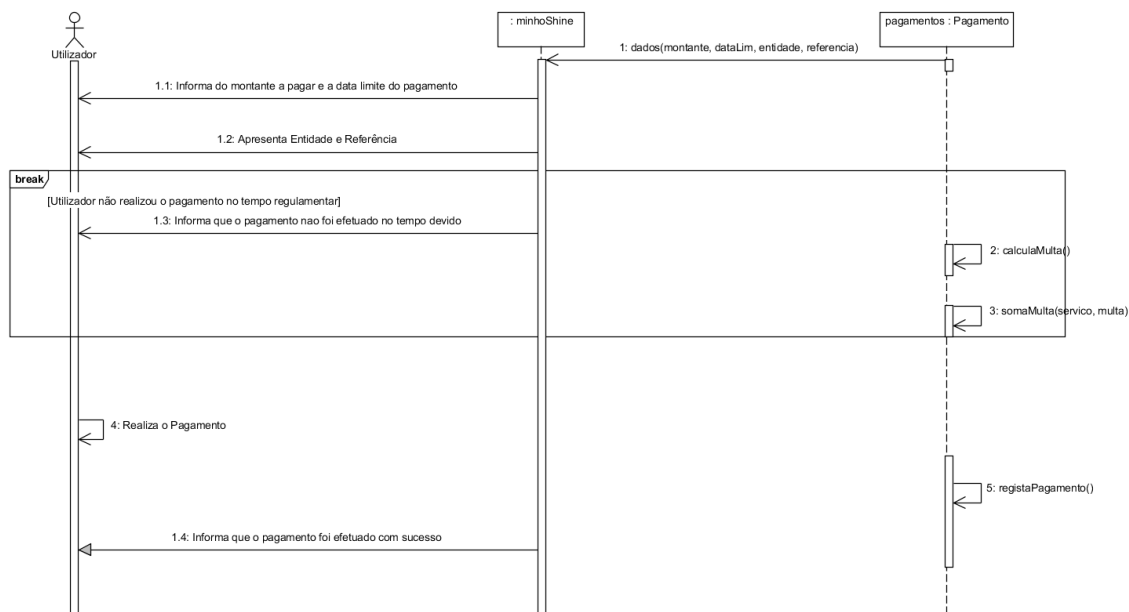 : minhoShine
pagamentos : Pagamento
Utilizador
1: dados(montante, dataLim, entidade, referencia)
1.1: Informa do montante a pagar e a data limite do pagamento
1.2: Apresenta Entidade e Referência
break
[Utilizador não realizou o pagamento no tempo regulamentar]
1.3: Informa que o pagamento nao foi efetuado no tempo devido
2: calculaMulta()
3: somaMulta(servico, multa)
4: Realiza o Pagamento
5: registaPagamento()
1.4: Informa que o pagamento foi efetuado com sucesso